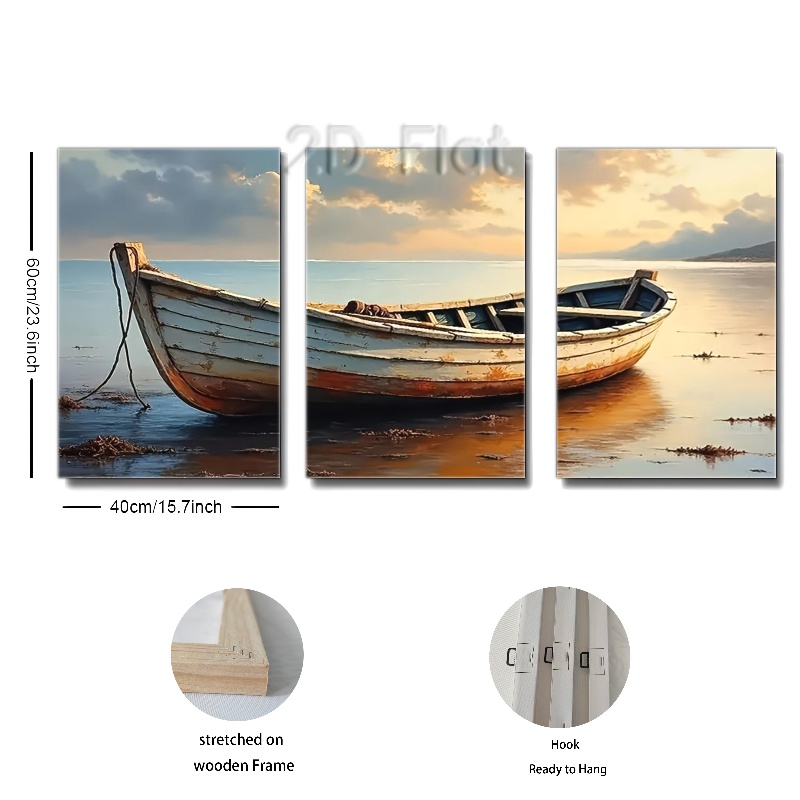 2D Flat
60cm/23.6inch
40cm/15.7inch
stretched on
wooden Frame
Hook
Ready to Hang